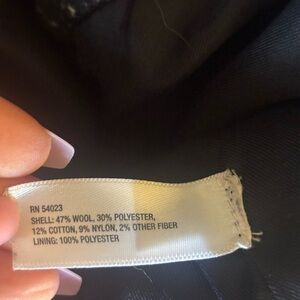 RN 54023
SHELL: 47% WOOL, 30% POLYESTER,
12% COTTON, 9% NYLON, 2% OTHER FIBER
LINING: 100% POLYESTER